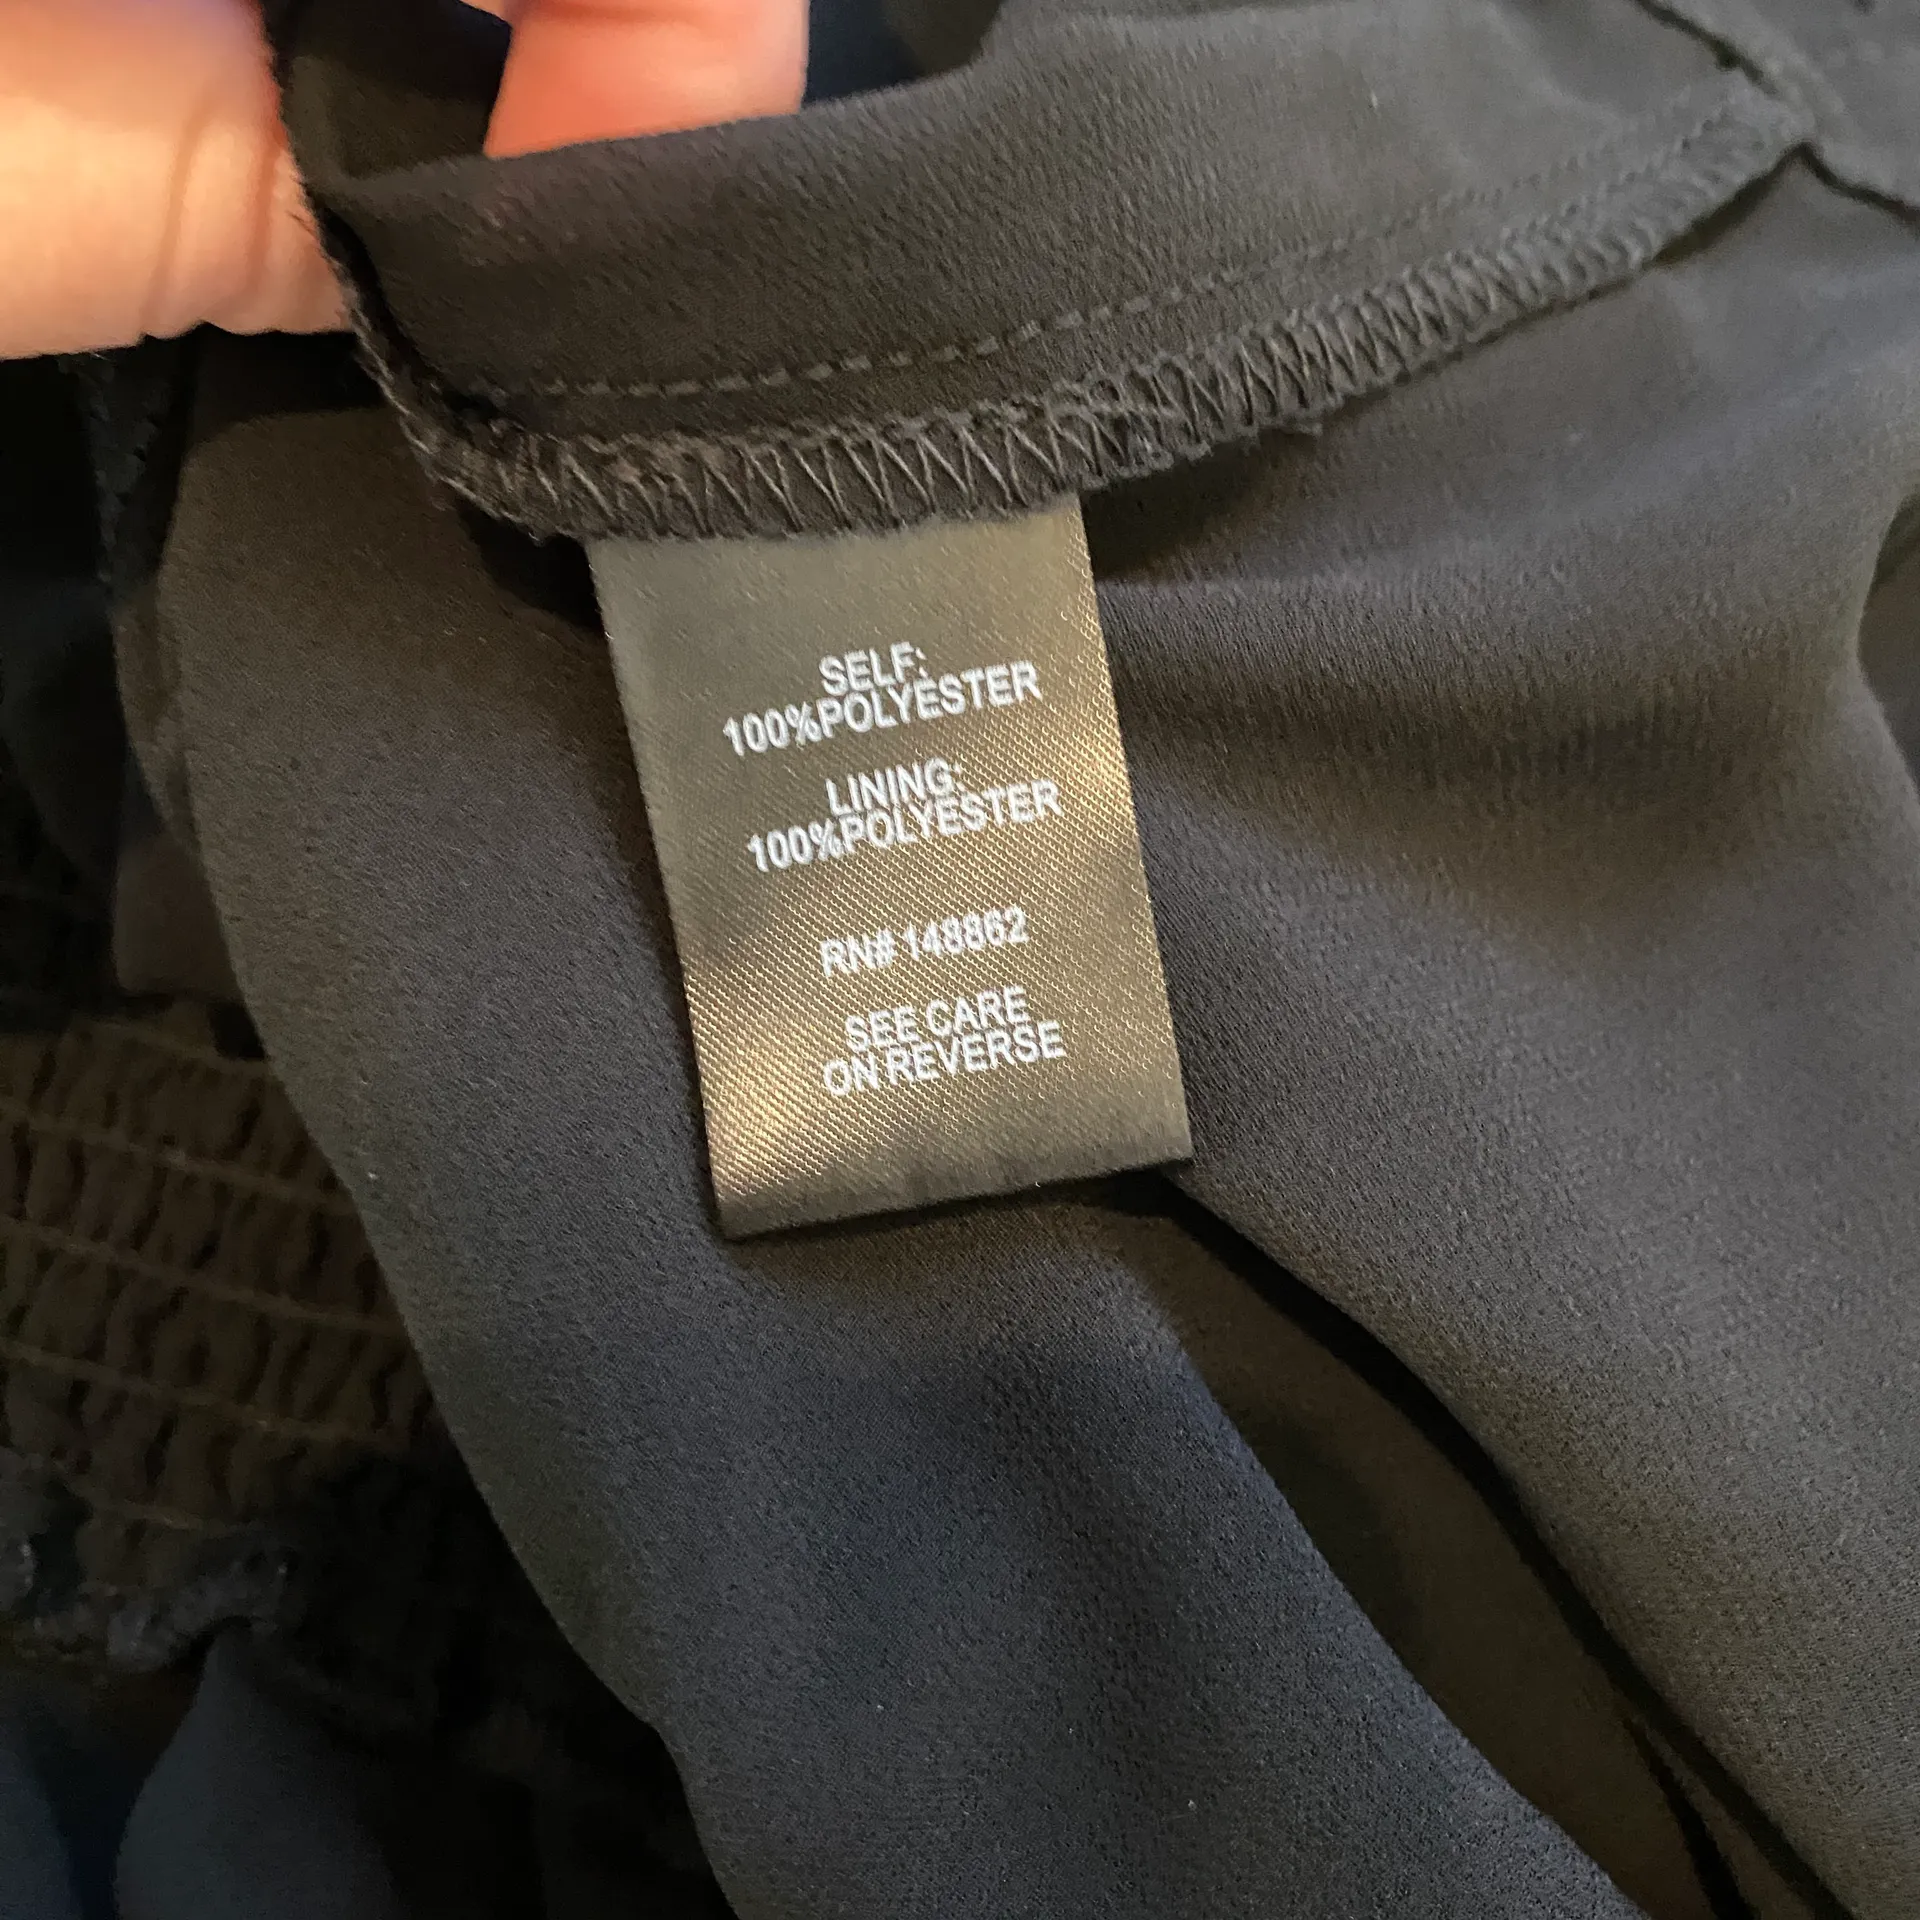 SELF:
100%POLYESTER
LINING:
100%POLYESTER
RN# 148862
SEE CARE
ON REVERSE